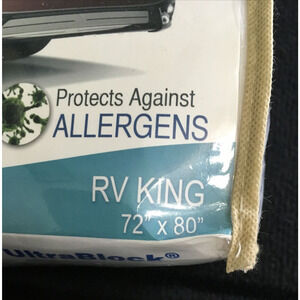 Protects Against
ALLERGENS
RV KING
72" x 80"
UltraBlock®